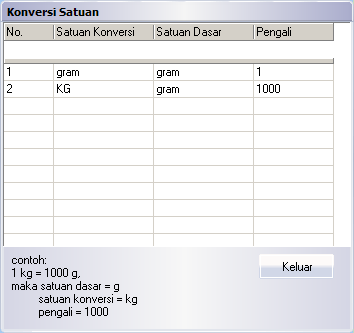 Konversi Satuan
No. Satuan Konversi Satuan Dasar Pengali
1 gram gram 1
2 KG gram 1000
contoh:
1 kg = 1000 g,
maka satuan dasar = g
satuan konversi = kg
pengali = 1000
Keluar